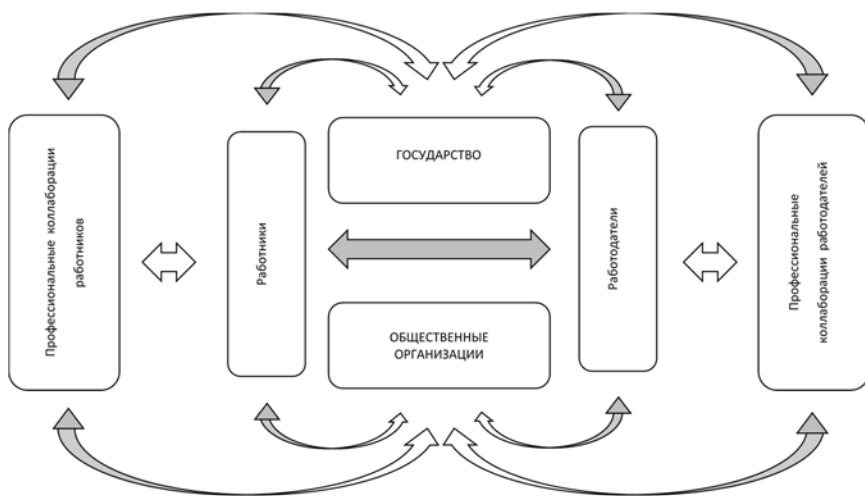 Профессиональные коллаборации
работников
Работники
ГОСУДАРСТВО
ОБЩЕСТВЕННЫЕ
ОРГАНИЗАЦИИ
Работодатели
Профессиональные
коллаборации работодателей